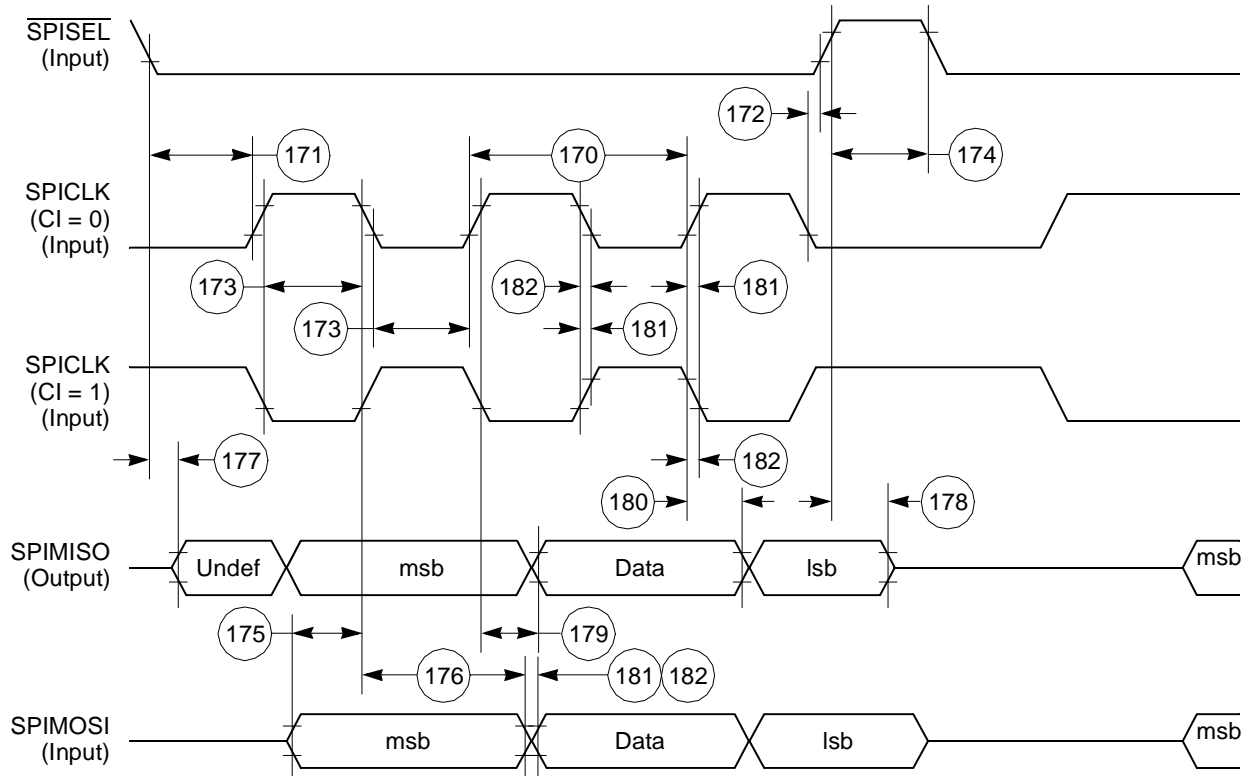 SPISEL
(Input)
172
171
170
174
SPICLK
(CI = 0)
(Input)
173
182
181
173
181
SPICLK
(CI = 1)
(Input)
177
182
180
178
SPIMISO
(Output)
Undef
msb
Data
lsb
msb
175
179
176
181
182
SPIMOSI
(Input)
msb
Data
lsb
msb